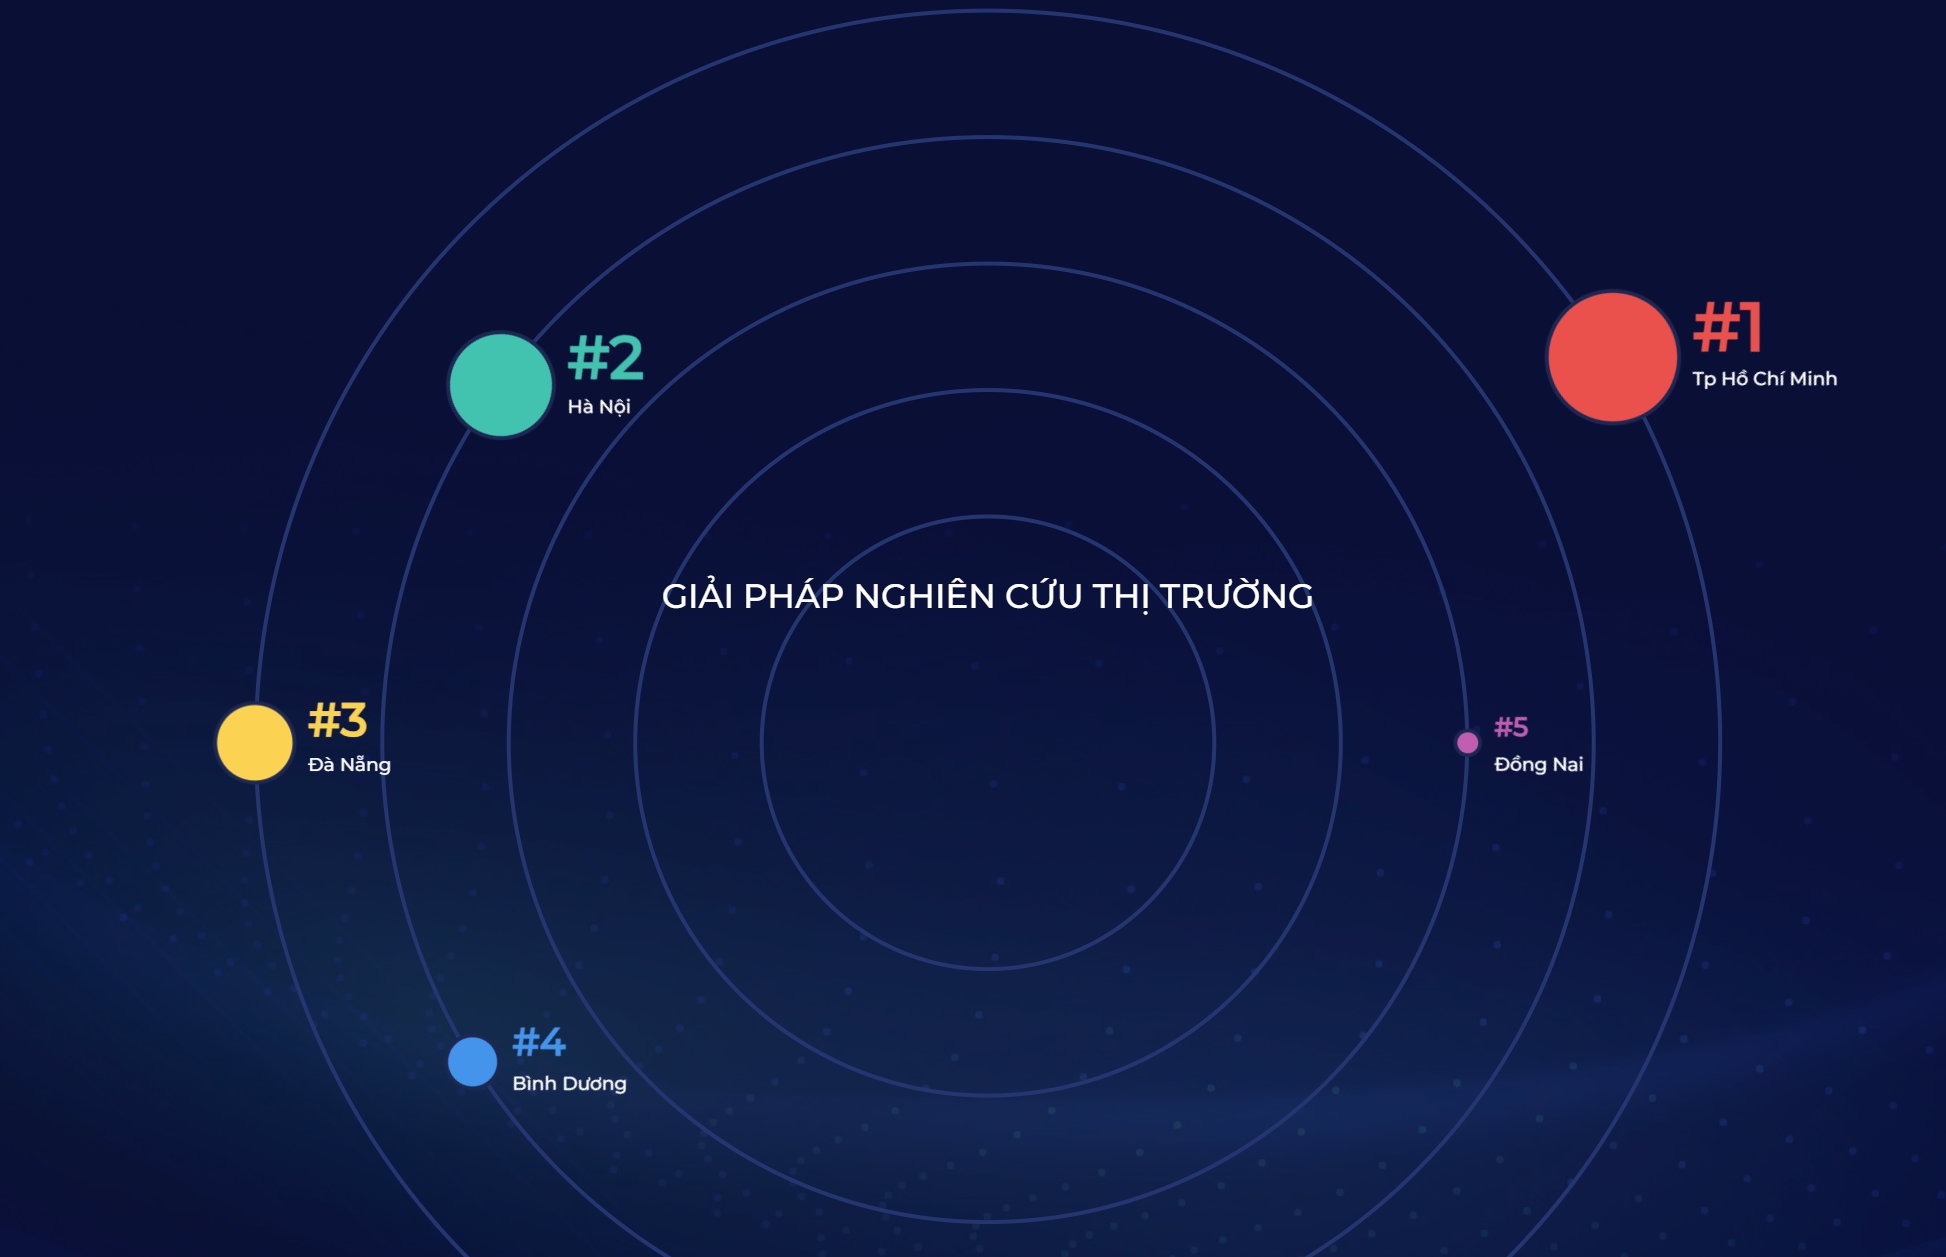 #1
Tp Hồ Chí Minh
#2
Hà Nội
GIẢI PHÁP NGHIÊN CỨU THỊ TRƯỜNG
#3
Đà Nẵng
#5
Đồng Nai
#4
Bình Dương